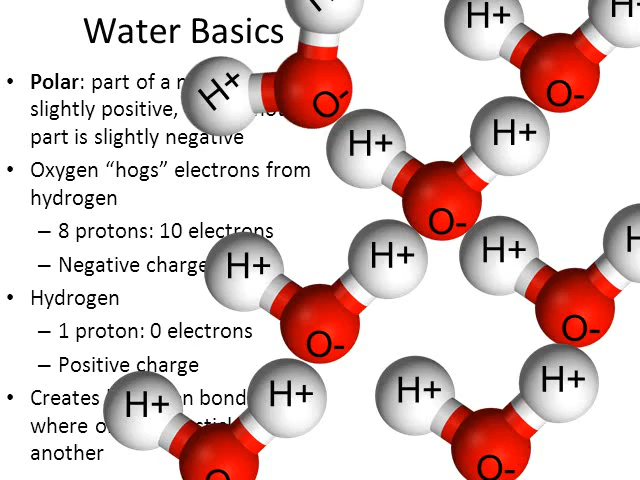 Water Basics
• Polar: part of a
slightly positive,
part is slightly negative
• Oxygen “hogs” electrons from
hydrogen
– 8 protons: 10 electrons
– Negative charge
• Hydrogen
– 1 proton: 0 electrons
– Positive charge
• Creates bond
where
another
H+
H+
O-
H+
H+
O-
H+
H+
O-
H+
H+
O-
H+
H
O-
H+
H+
O-
H+
H+
O-